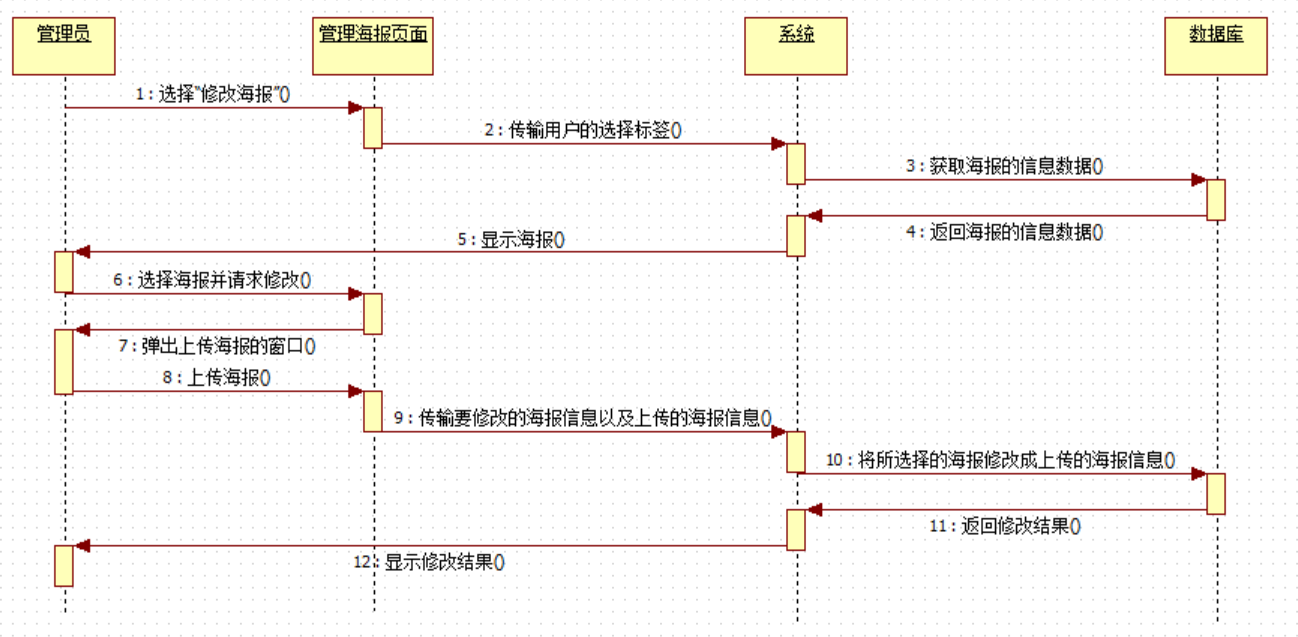 管理员
管理海报页面
系统
数据库
1 : 选择"修改海报"()
2 : 传输用户的选择标签()
3 : 获取海报的信息数据()
4 : 返回海报的信息数据()
5 : 显示海报()
6 : 选择海报并请求修改()
7 : 弹出上传海报的窗口()
8 : 上传海报()
9 : 传输要修改的海报信息以及上传的海报信息()
10 : 将所选择的海报修改成上传的海报信息()
11 : 返回修改结果()
12 : 显示修改结果()